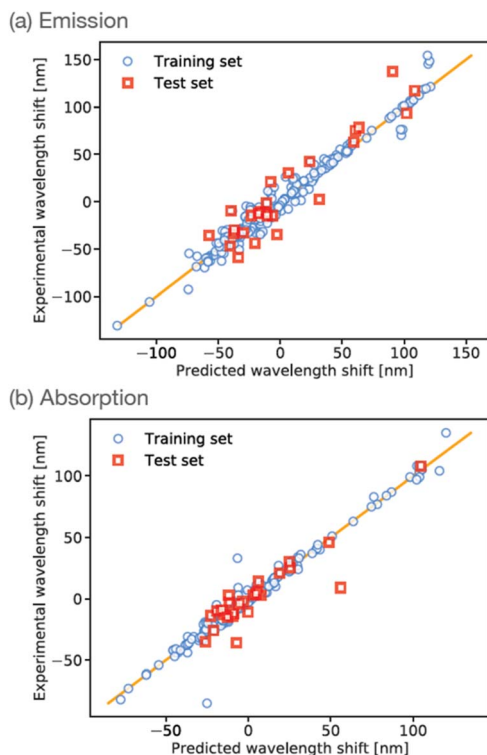 (a) Emission
150
100
50
0
−50
−100
Training set
Test set
Experimental wavelength shift [nm]
−100
−50
0
50
100
150
Predicted wavelength shift [nm]
(b) Absorption
100
50
0
−50
Training set
Test set
Experimental wavelength shift [nm]
−50
0
50
100
Predicted wavelength shift [nm]